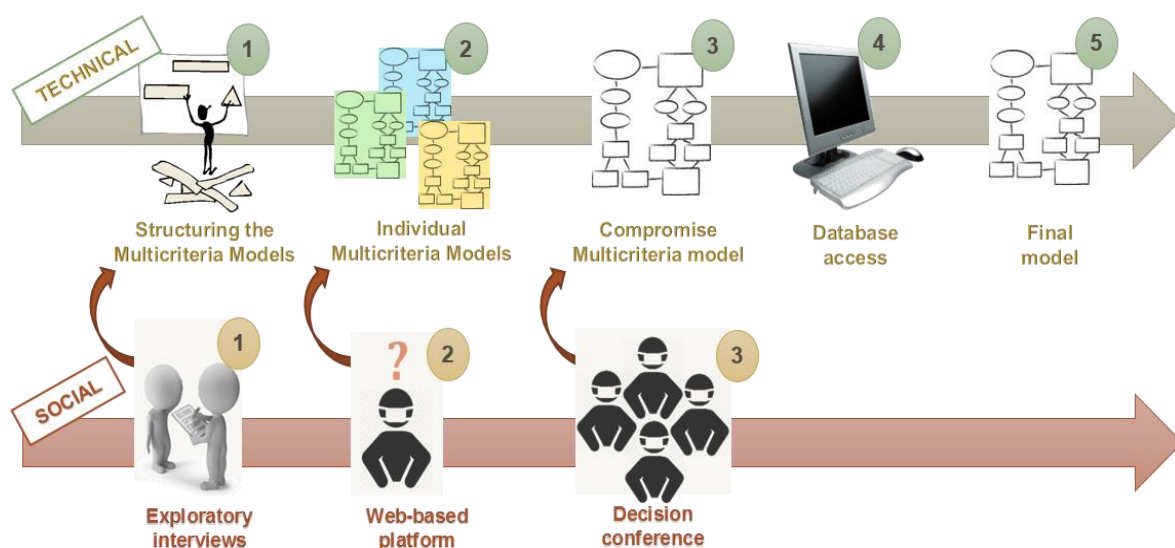 TECHNICAL
1
2
3
4
5
Structuring the
Multicriteria Models
Individual
Multicriteria Models
Compromise
Multicriteria model
Database
access
Final
model
SOCIAL
1
?
2
3
Exploratory
interviews
Web-based
platform
Decision
conference